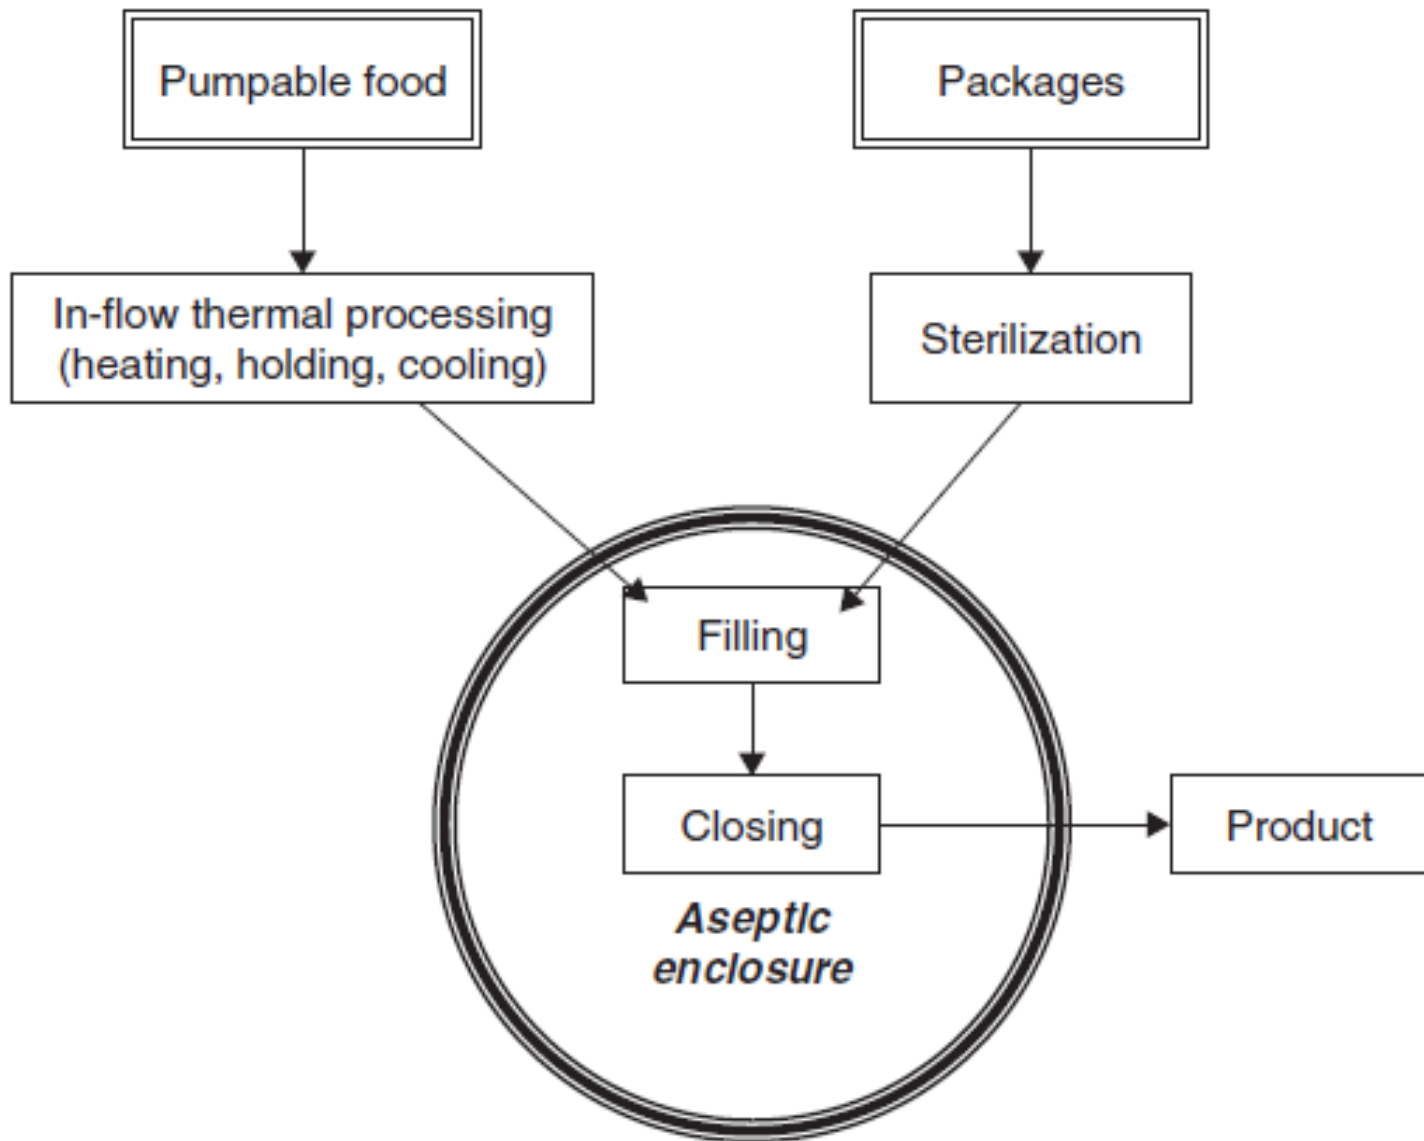 Pumpable food
Packages
In-flow thermal processing
(heating, holding, cooling)
Sterilization
Filling
Closing
Product
Aseptic
enclosure